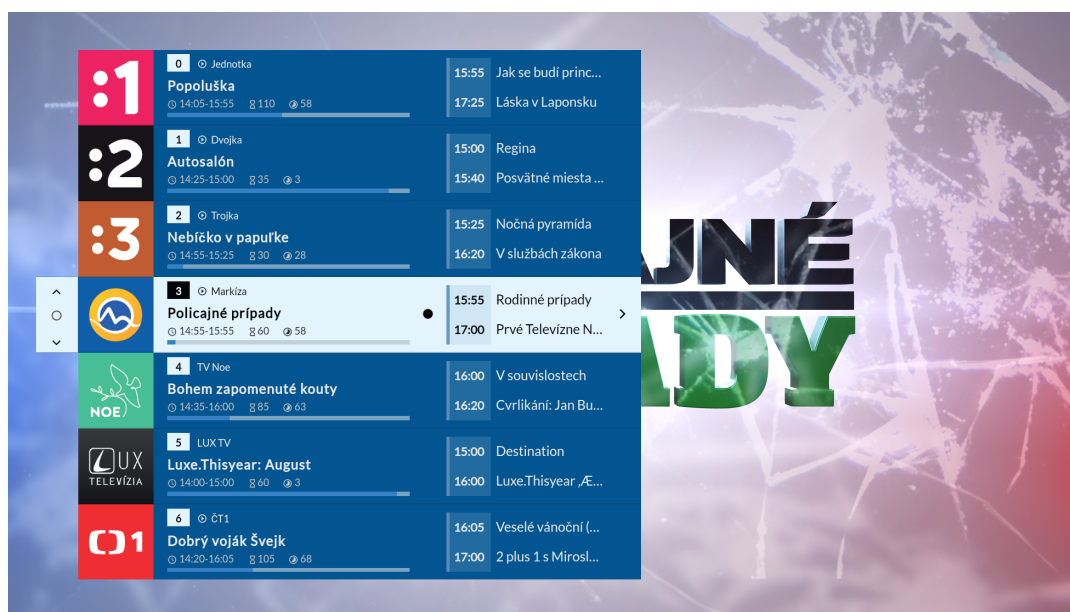 :1
0 Jednotka
Popoluška
14:05-15:55 110 58
15:55 Jak se budí princ...
17:25 Láska v Laponsku
:2
1 Dvojka
Autosalón
14:25-15:00 35 3
15:00 Regina
15:40 Posvätné miesta ...
:3
2 Trojka
Nebíčko v papuľke
14:55-15:25 30 28
15:25 Nočná pyramída
16:20 V službách zákona
3 Markíza
Policajné prípady
14:55-15:55 60 58
15:55 Rodinné prípady
17:00 Prvé Televízne N...
NOE
4 TV Noe
Bohem zapomenuté kouty
14:35-16:00 85 63
16:00 V souvislostech
16:20 Cvrlikání: Jan Bu...
LUX
TELEVÍZIA
5 LUX TV
Luxe.Thisyear: August
14:00-15:00 60 3
15:00 Destination
16:00 Luxe.Thisyear ‚Æ...
1
6 ČT1
Dobrý voják Švejk
14:20-16:05 105 68
16:05 Veselé vánoční (...
17:00 2 plus 1 s Mirosl...
JNÉ
ADY